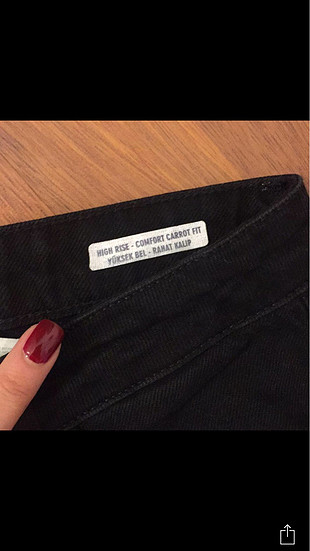 HIGH RISE - COMFORT CARROT FIT
YÜKSEK BEL - RAHAT KALIP